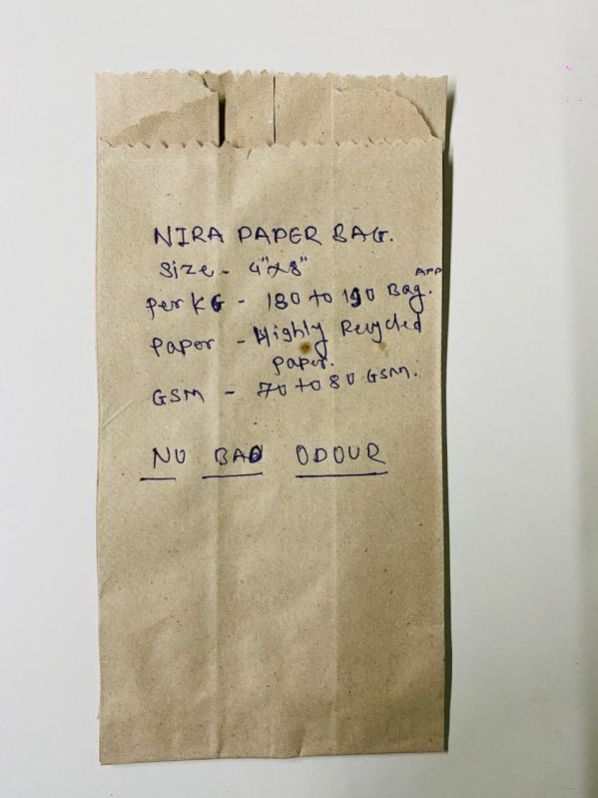 NIRA PAPER BAG.
Size - 4"x8"
APP
per KG - 180 to 190 Bag.
paper - Highly Recycled
paper.
GSM - 70 to 80 GSM.
NO BAD ODOUR